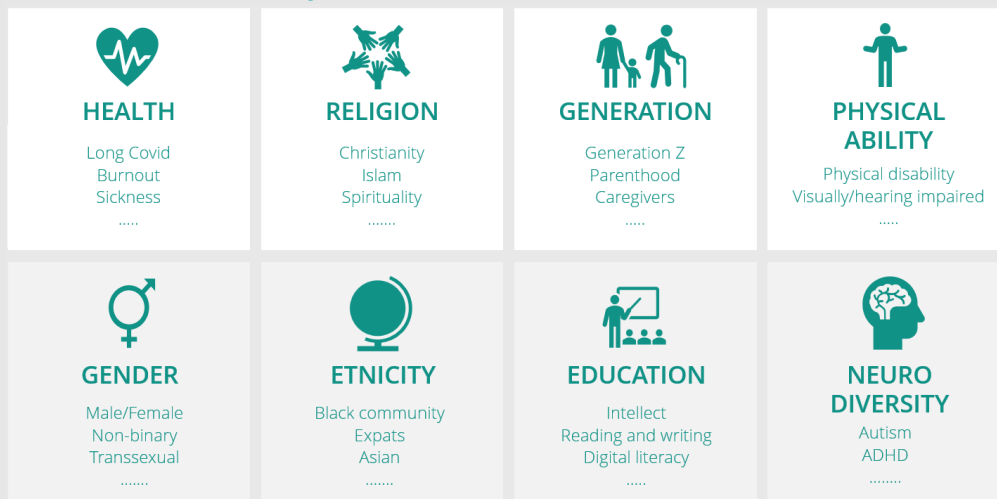 HEALTH
Long Covid
Burnout
Sickness
.....
RELIGION
Christianity
Islam
Spirituality
.......
GENERATION
Generation Z
Parenthood
Caregivers
.....
PHYSICAL
ABILITY
Physical disability
Visually/hearing impaired
.....
GENDER
Male/Female
Non-binary
Transsexual
.......
ETNICITY
Black community
Expats
Asian
.......
EDUCATION
Intellect
Reading and writing
Digital literacy
.....
NEURO
DIVERSITY
Autism
ADHD
........